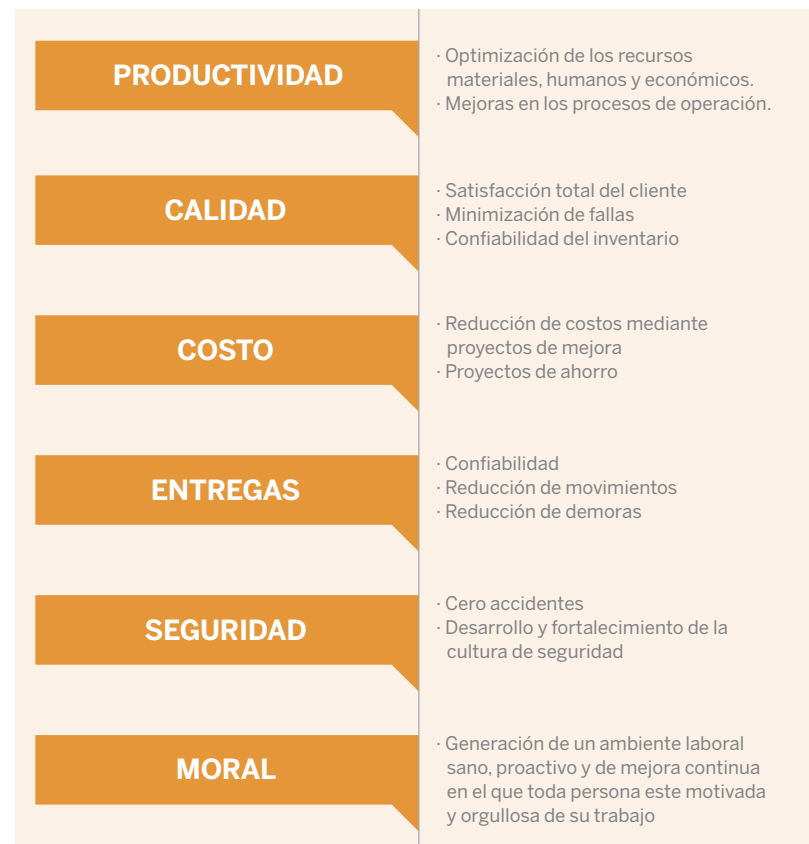 PRODUCTIVIDAD
· Optimización de los recursos
materiales, humanos y económicos.
· Mejoras en los procesos de operación.
CALIDAD
· Satisfacción total del cliente
· Minimización de fallas
· Confiabilidad del inventario
COSTO
· Reducción de costos mediante
proyectos de mejora
· Proyectos de ahorro
ENTREGAS
· Confiabilidad
· Reducción de movimientos
· Reducción de demoras
SEGURIDAD
· Cero accidentes
· Desarrollo y fortalecimiento de la
cultura de seguridad
MORAL
· Generación de un ambiente laboral
sano, proactivo y de mejora continua
en el que toda persona este motivada
y orgullosa de su trabajo